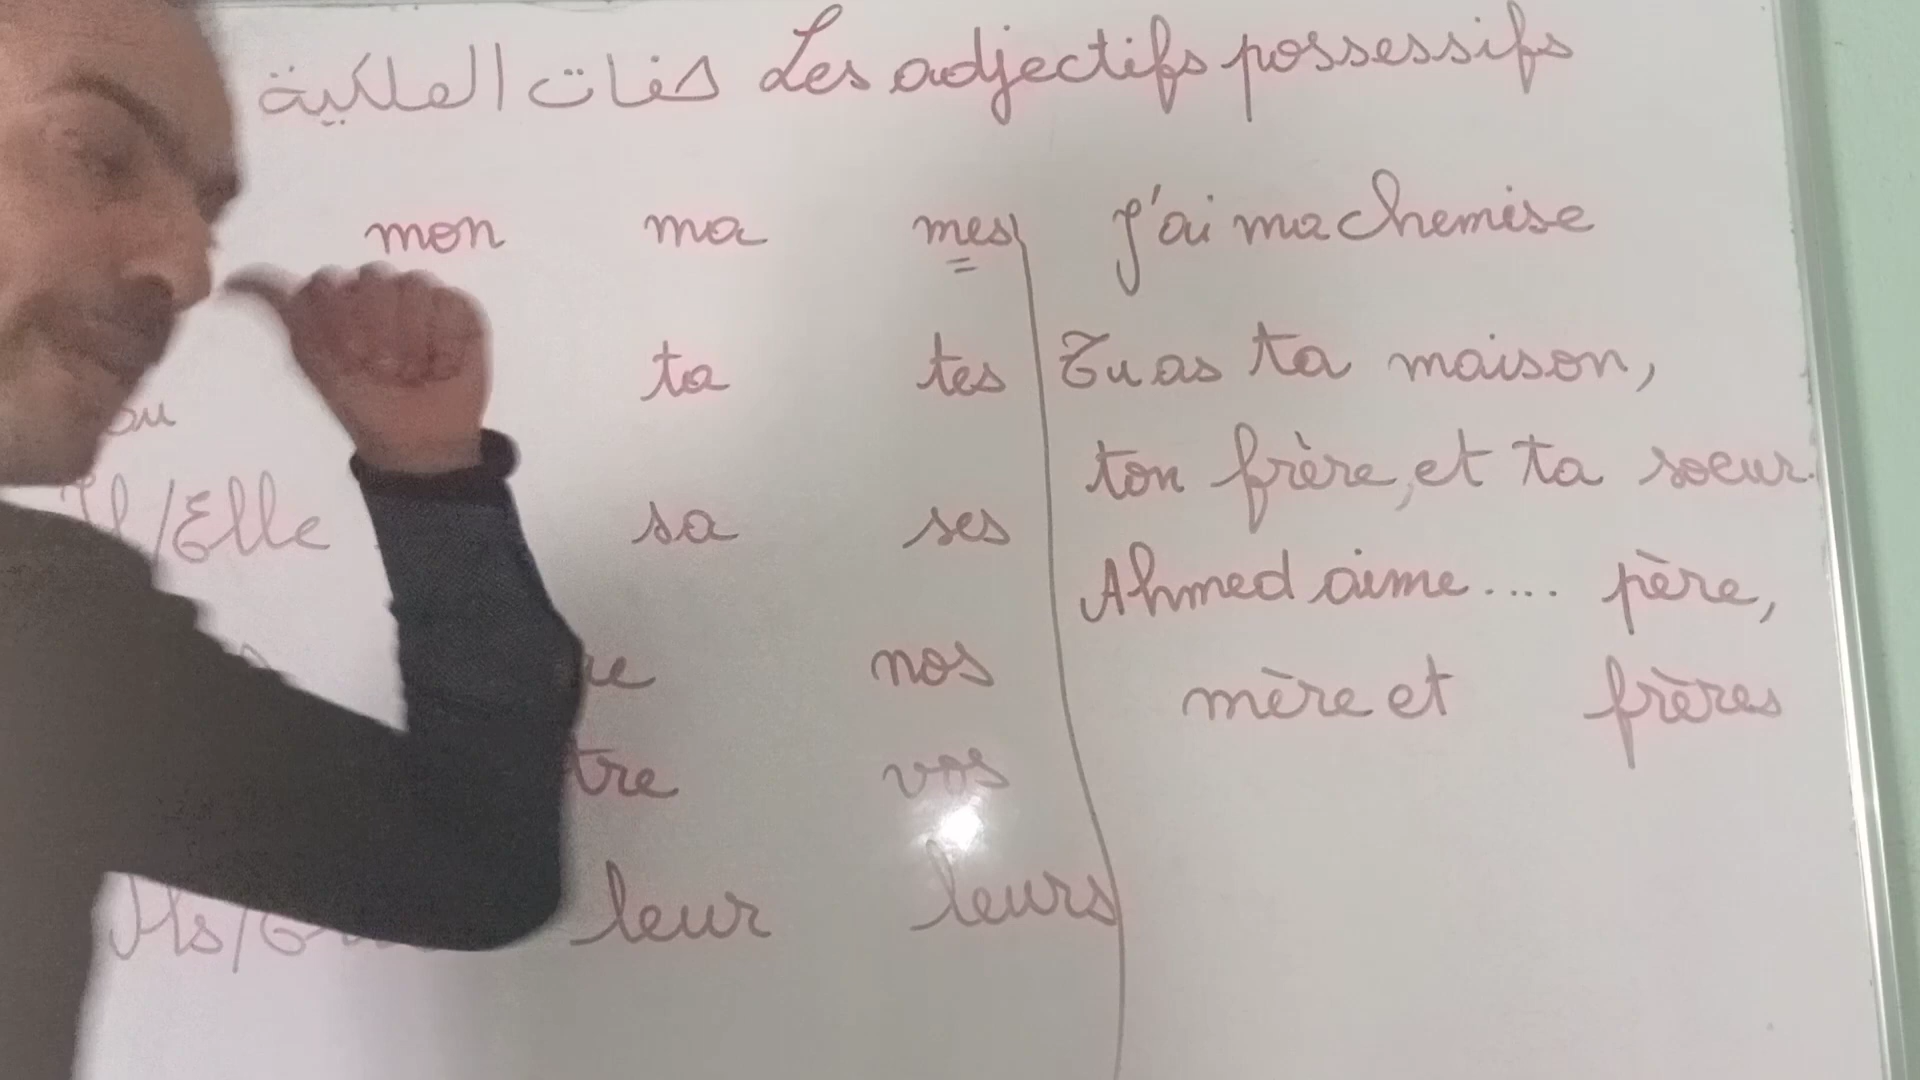 صفات الملكية Les adjectifs possessifs
mon ma mes
ta tes
Il/Elle sa ses
nos
vos
Ils/ leur leurs
J'ai ma chemise
Tu as ta maison,
ton frère, et ta soeur.
Ahmed aime .... père,
mère et frères